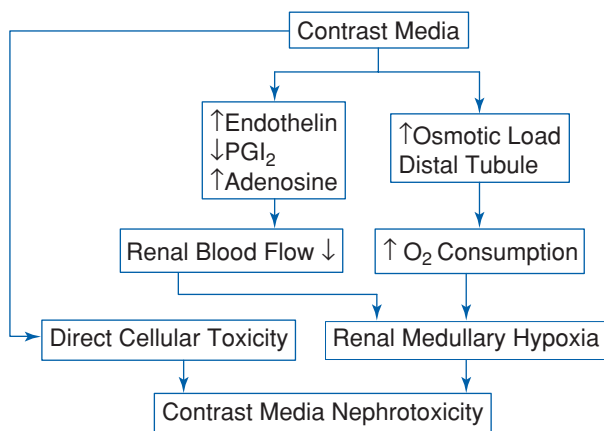 Contrast Media
↑Endothelin
↓PGI₂
↑Adenosine
↑Osmotic Load
Distal Tubule
Renal Blood Flow ↓
↑ O₂ Consumption
Direct Cellular Toxicity
Renal Medullary Hypoxia
Contrast Media Nephrotoxicity